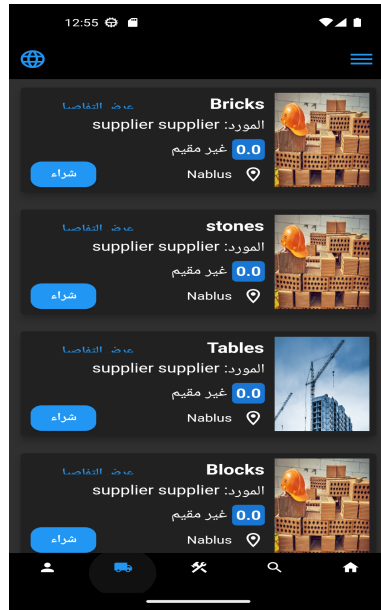 12:55
Bricks
عرض التفاصيل
المورد: supplier supplier
0.0 غير مقيم
Nablus
شراء
stones
عرض التفاصيل
المورد: supplier supplier
0.0 غير مقيم
Nablus
شراء
Tables
عرض التفاصيل
المورد: supplier supplier
0.0 غير مقيم
Nablus
شراء
Blocks
عرض التفاصيل
المورد: supplier supplier
0.0 غير مقيم
Nablus
شراء